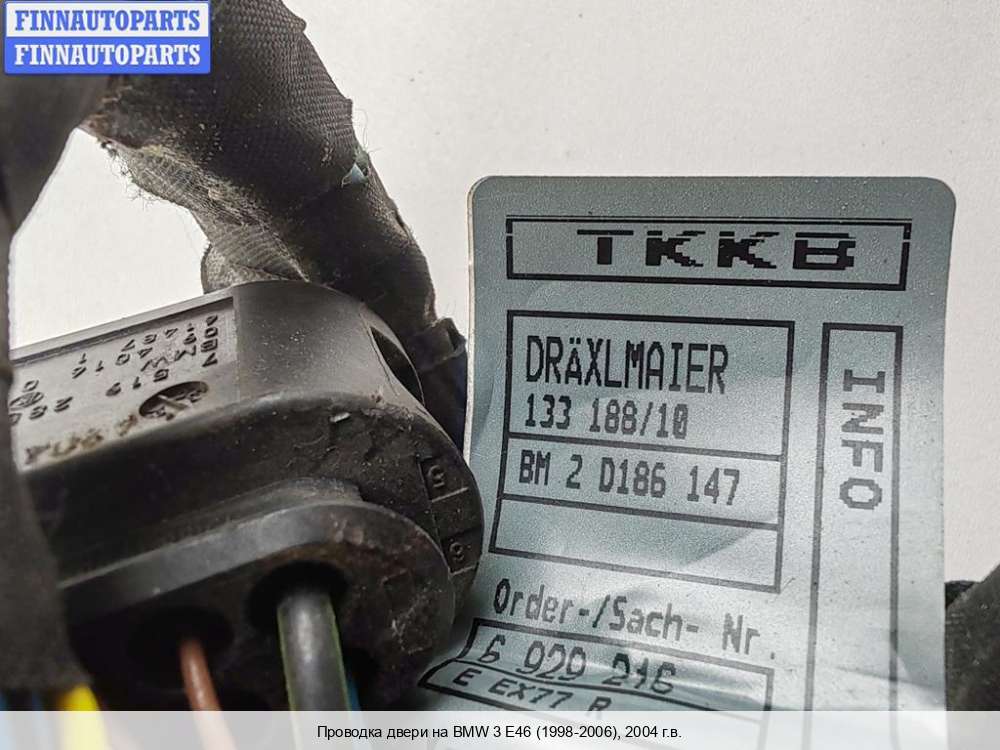 FINNAUTOPARTS
FINNAUTOPARTS
TKKB
DRÄXLMAIER
133 188/10
BM 2 D186 147
INFO
Order-/Sach- Nr.
6 929 216
E EX77 R
Проводка двери на BMW 3 E46 (1998-2006), 2004 г.в.